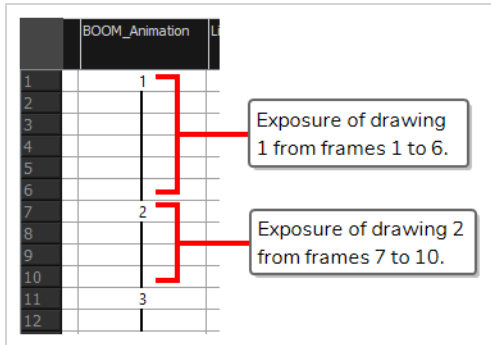 BOOM_Animation Li
1 1
2
3
4
5
6
7 2
8
9
10
11 3
12
Exposure of drawing
1 from frames 1 to 6.
Exposure of drawing 2
from frames 7 to 10.